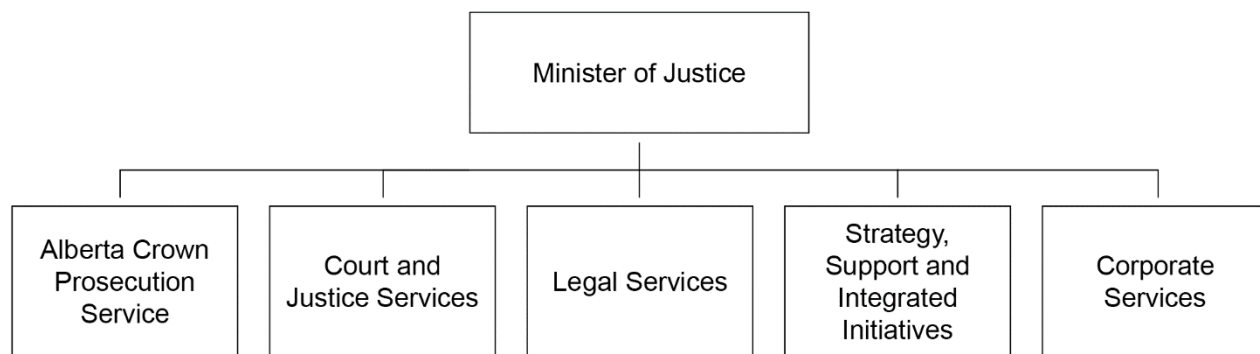 Minister of Justice
Alberta Crown
Prosecution
Service
Court and
Justice Services
Legal Services
Strategy,
Support and
Integrated
Initiatives
Corporate
Services